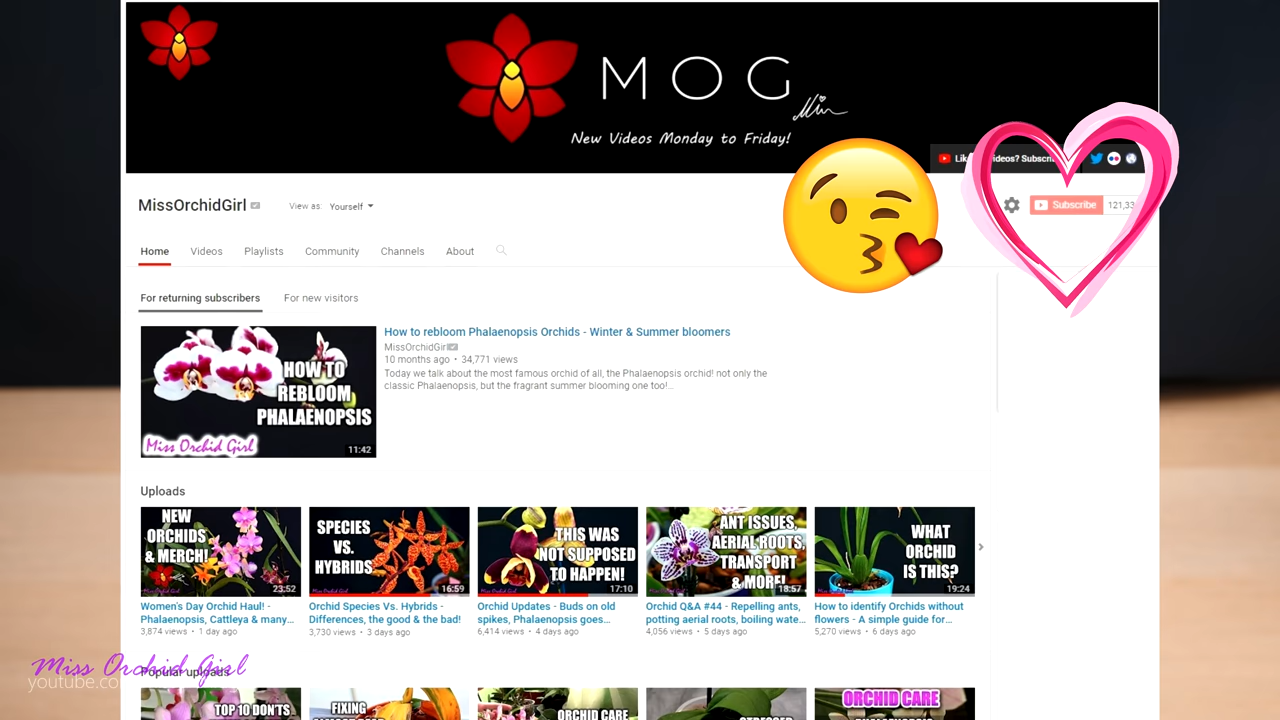 MOG
New Videos Monday to Friday!
MissOrchidGirl
View as: Yourself
Subscribe
121,33
Home Videos Playlists Community Channels About
For returning subscribers For new visitors
HOW TO
REBLOOM
PHALAENOPSIS
Miss Orchid Girl
11:42
How to rebloom Phalaenopsis Orchids - Winter & Summer bloomers
MissOrchidGirl
10 months ago • 34,771 views
Today we talk about the most famous orchid of all, the Phalaenopsis orchid! not only the
classic Phalaenopsis, but the fragrant summer blooming one too!...
Uploads
NEW
ORCHIDS
& MERCH!
23:52
Women's Day Orchid Haul! -
Phalaenopsis, Cattleya & many...
3,874 views • 1 day ago
SPECIES
VS.
HYBRIDS
16:59
Orchid Species Vs. Hybrids -
Differences, the good & the bad!
3,730 views • 3 days ago
THIS WAS
NOT SUPPOSED
TO HAPPEN!
17:10
Orchid Updates - Buds on old
spikes, Phalaenopsis goes...
6,414 views • 4 days ago
ANT ISSUES,
AERIAL ROOTS,
TRANSPORT
& MORE!
18:57
Orchid Q&A #44 - Repelling ants,
potting aerial roots, boiling wate...
4,056 views • 5 days ago
WHAT
ORCHID
IS THIS?
19:24
How to identify Orchids without
flowers - A simple guide for...
5,270 views • 6 days ago
Popular uploads
Miss Orchid Girl
youtube.co
TOP 10 DON'TS
FIXING
ORCHID CARE
ORCHID CARE